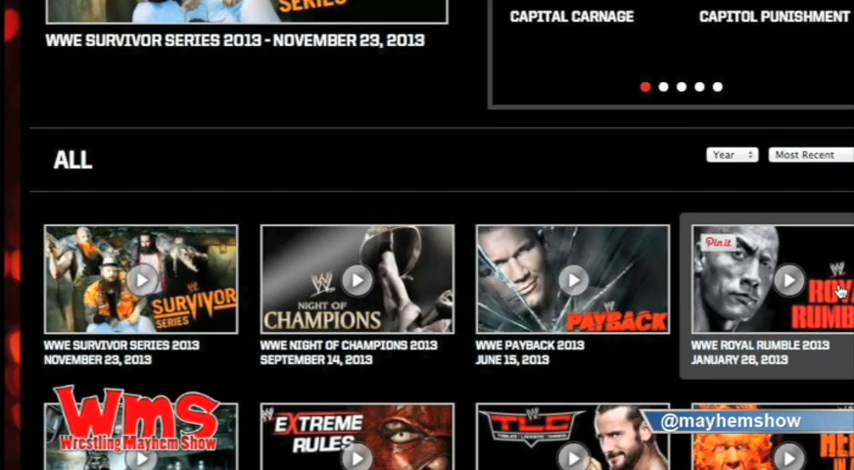 SERIES
WWE SURVIVOR SERIES 2013 - NOVEMBER 23, 2013
CAPITAL CARNAGE
CAPITOL PUNISHMENT
ALL
Year
Most Recent
SURVIVOR
SERIES
NIGHT OF
CHAMPIONS
PAYBACK
Pin it
ROYAL
RUMBLE
WWE SURVIVOR SERIES 2013
NOVEMBER 23, 2013
WWE NIGHT OF CHAMPIONS 2013
SEPTEMBER 14, 2013
WWE PAYBACK 2013
JUNE 15, 2013
WWE ROYAL RUMBLE 2013
JANUARY 26, 2013
WMS
Wrestling Mayhem Show
EXTREME
RULES
TLC
TABLES LADDERS CHAIRS
@mayhemshow